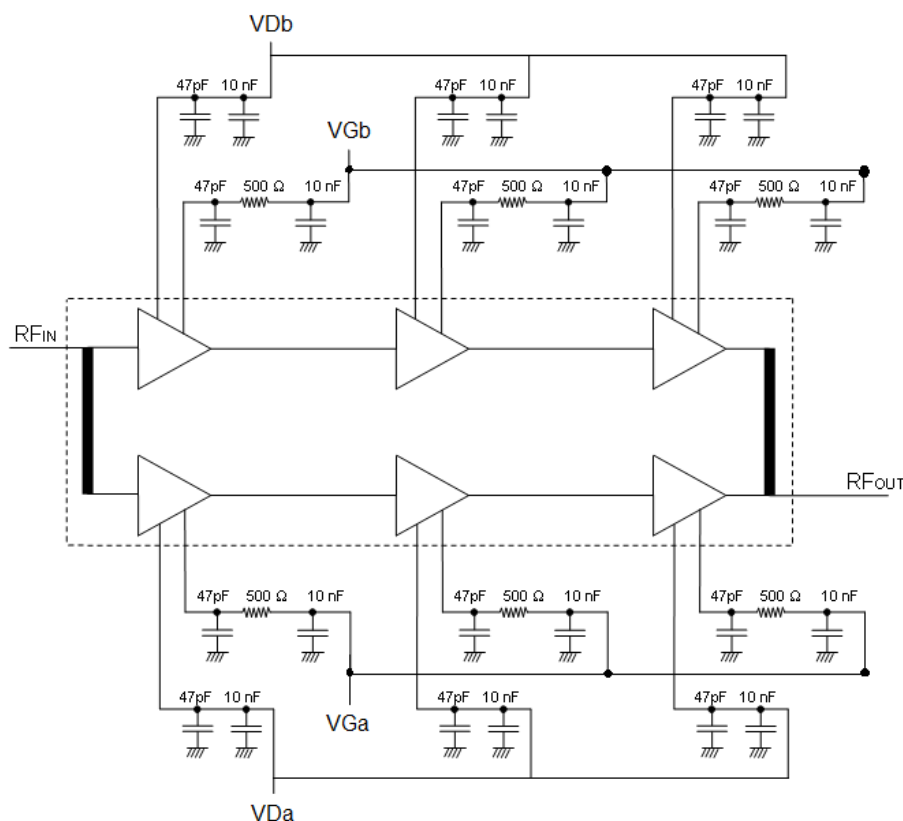 VDb
47pF 10 nF 47pF 10 nF 47pF 10 nF
VGb
47pF 500 Ω 10 nF 47pF 500 Ω 10 nF 47pF 500 Ω 10 nF
RFIN
RFOUT
47pF 500 Ω 10 nF 47pF 500 Ω 10 nF 47pF 500 Ω 10 nF
47pF 10 nF 47pF 10 nF 47pF 10 nF
VGa
VDa